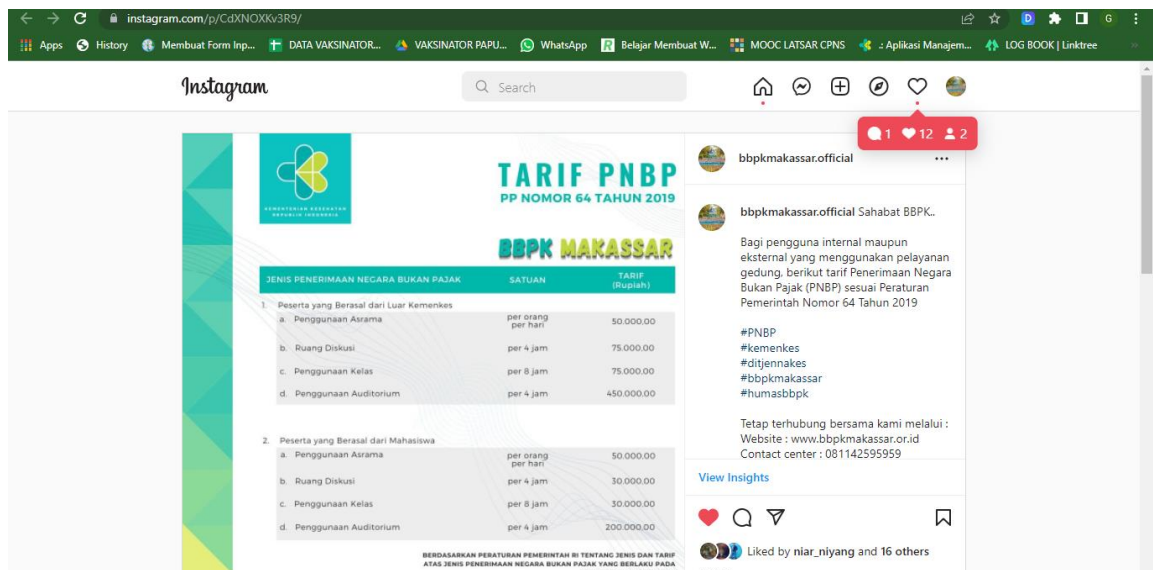 instagram.com/p/CdXNOXKv3R9/
D
G
Apps
History
Membuat Form Inp...
DATA VAKSINATOR...
VAKSINATOR PAPU...
WhatsApp
Belajar Membuat W...
MOOC LATSAR CPNS
.: Aplikasi Manajem...
LOG BOOK | Linktree
Instagram
Search
1 12 2
KEMENTERIAN KESEHATAN
REPUBLIK INDONESIA
TARIF PNBP
PP NOMOR 64 TAHUN 2019
BBPK MAKASSAR
JENIS PENERIMAAN NEGARA BUKAN PAJAK SATUAN TARIF (Rupiah)
1. Peserta yang Berasal dari Luar Kemenkes
a. Penggunaan Asrama per orang per hari 50.000.00
b. Ruang Diskusi per 4 jam 75.000.00
c. Penggunaan Kelas per 8 jam 75.000.00
d. Penggunaan Auditorium per 4 jam 450.000.00
2. Peserta yang Berasal dari Mahasiswa
a. Penggunaan Asrama per orang per hari 50.000.00
b. Ruang Diskusi per 4 jam 30.000.00
c. Penggunaan Kelas per 8 jam 30.000.00
d. Penggunaan Auditorium per 4 jam 200.000.00
BERDASARKAN PERATURAN PEMERINTAH RI TENTANG JENIS DAN TARIF
ATAS JENIS PENERIMAAN NEGARA BUKAN PAJAK YANG BERLAKU PADA
bbpkmakassar.official
bbpkmakassar.official Sahabat BBPK..
Bagi pengguna internal maupun
eksternal yang menggunakan pelayanan
gedung, berikut tarif Penerimaan Negara
Bukan Pajak (PNBP) sesuai Peraturan
Pemerintah Nomor 64 Tahun 2019
#PNBP
#kemenkes
#ditjennakes
#bbpkmakassar
#humasbbpk
Tetap terhubung bersama kami melalui :
Website : www.bbpkmakassar.or.id
Contact center : 081142595959
View Insights
Liked by niar_niyang and 16 others